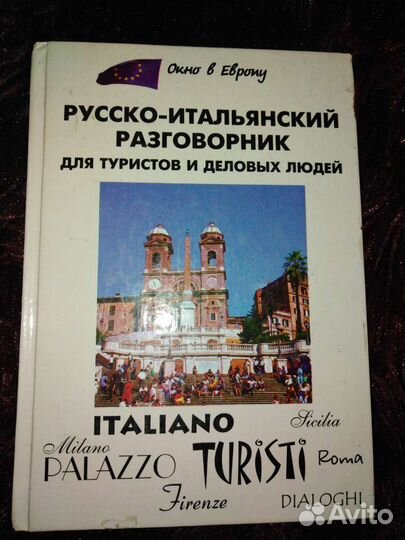 Окно в Европу
РУССКО-ИТАЛЬЯНСКИЙ
РАЗГОВОРНИК
ДЛЯ ТУРИСТОВ И ДЕЛОВЫХ ЛЮДЕЙ
ITALIANO
Sicilia
Milano
PALAZZO
TURISTI
Roma
Firenze
DIALOGHI
Avito